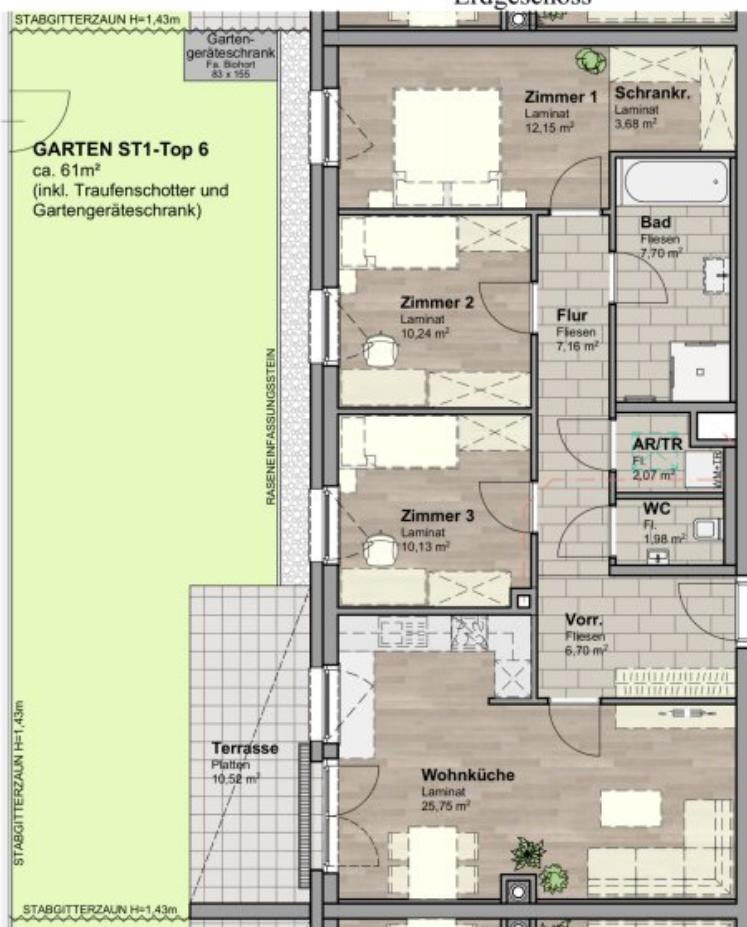 Erdgeschoss
STABGITTERZAUN H=1,43m
Garten-
geräteschrank
Fa. Biohort
83 x 155
GARTEN ST1-Top 6
ca. 61m²
(inkl. Traufenschotter und
Gartengeräteschrank)
Zimmer 1
Laminat
12,15 m²
Schrankr.
Laminat
3,68 m²
Bad
Fliesen
7,70 m²
Zimmer 2
Laminat
10,24 m²
Flur
Fliesen
7,16 m²
RASENEINFASSUNGSSTEIN
AR/TR
Fl.
2,07 m²
WM+TR
Zimmer 3
Laminat
10,13 m²
WC
Fl.
1,98 m²
Vorr.
Fliesen
6,70 m²
STABGITTERZAUN H=1,43m
Terrasse
Platten
10,52 m²
Wohnküche
Laminat
25,75 m²
STABGITTERZAUN H=1,43m